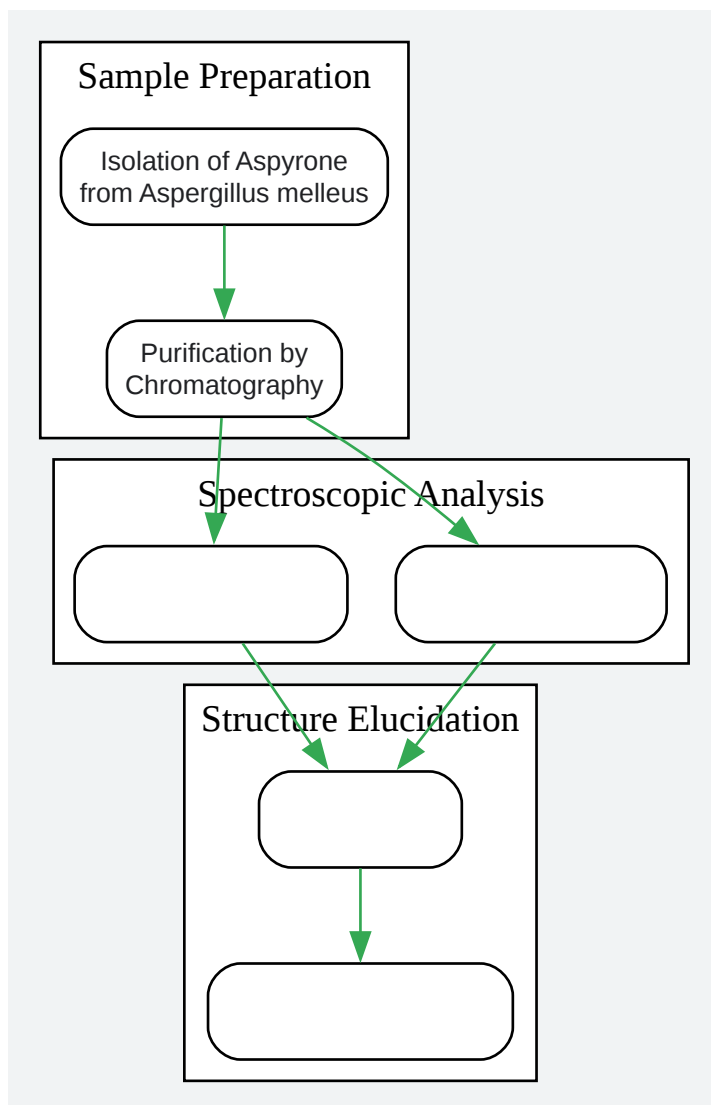 Sample Preparation
Isolation of Aspyrone
from Aspergillus melleus
Purification by
Chromatography
Spectroscopic Analysis
Structure Elucidation